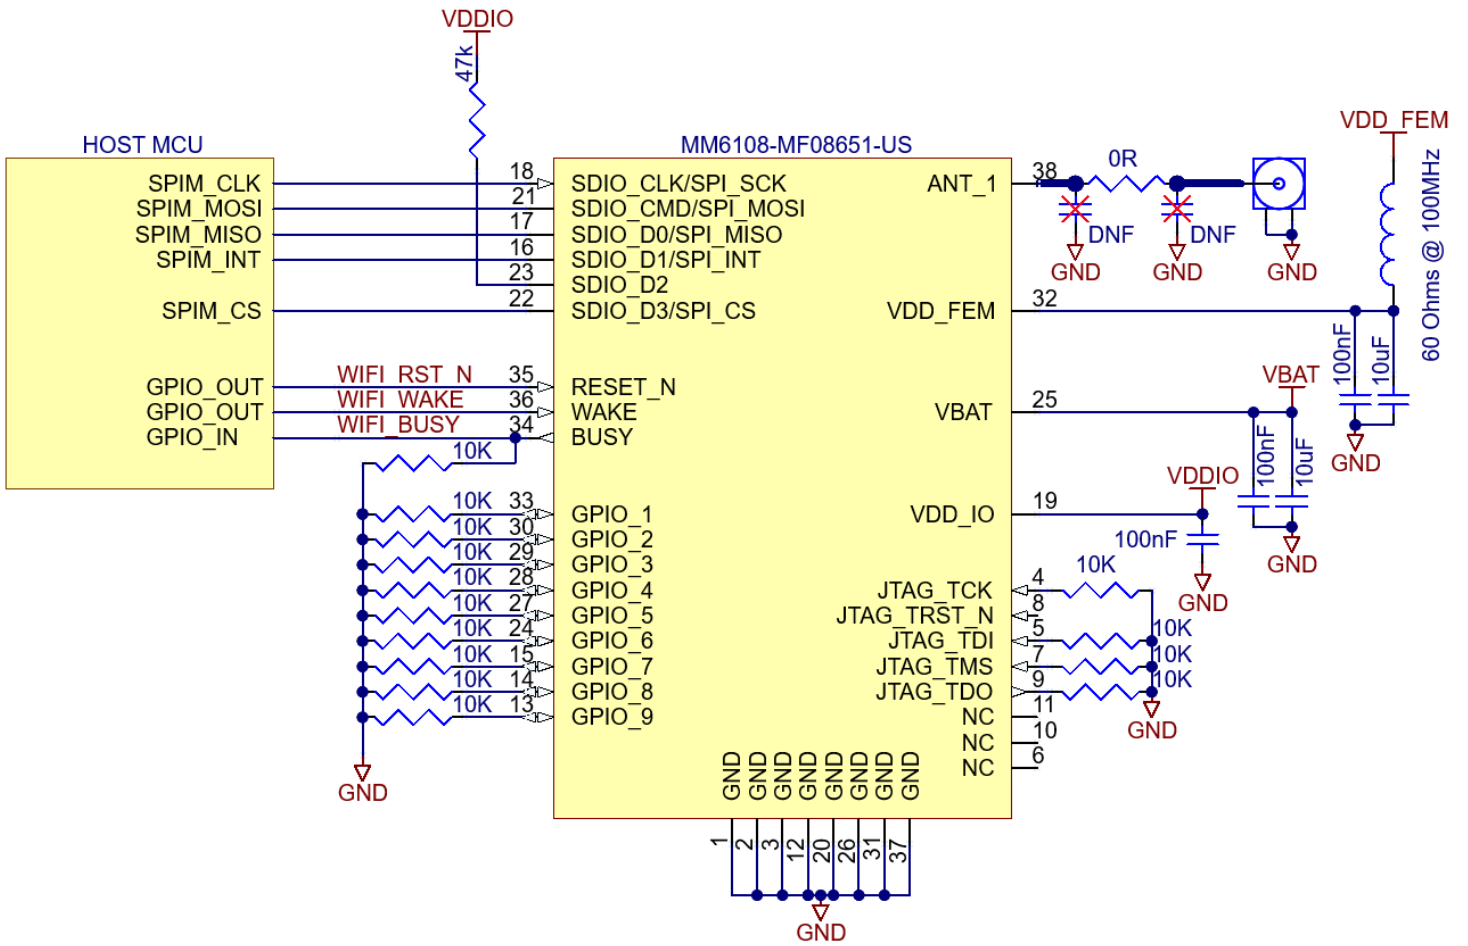 VDDIO
47k
HOST MCU
SPIM_CLK
SPIM_MOSI
SPIM_MISO
SPIM_INT
SPIM_CS
GPIO_OUT
GPIO_OUT
GPIO_IN
WIFI_RST_N
WIFI_WAKE
WIFI_BUSY
MM6108-MF08651-US
18 SDIO_CLK/SPI_SCK
21 SDIO_CMD/SPI_MOSI
17 SDIO_D0/SPI_MISO
16 SDIO_D1/SPI_INT
23 SDIO_D2
22 SDIO_D3/SPI_CS
35 RESET_N
36 WAKE
34 BUSY
10K
10K 33 GPIO_1
10K 30 GPIO_2
10K 29 GPIO_3
10K 28 GPIO_4
10K 27 GPIO_5
10K 24 GPIO_6
10K 15 GPIO_7
10K 14 GPIO_8
10K 13 GPIO_9
GND
ANT_1 38
0R
DNF
DNF
GND
GND
GND
VDD_FEM
60 Ohms @ 100MHz
VDD_FEM 32
100nF
10uF
GND
VBAT
VBAT 25
100nF
10uF
GND
VDDIO
VDD_IO 19
100nF
GND
JTAG_TCK 4 10K
JTAG_TRST_N 8
JTAG_TDI 5 10K
JTAG_TMS 7 10K
JTAG_TDO 9 10K
GND
NC 11
NC 10
NC 6
GND GND GND GND GND GND GND GND
1 2 3 12 20 26 31 37
GND